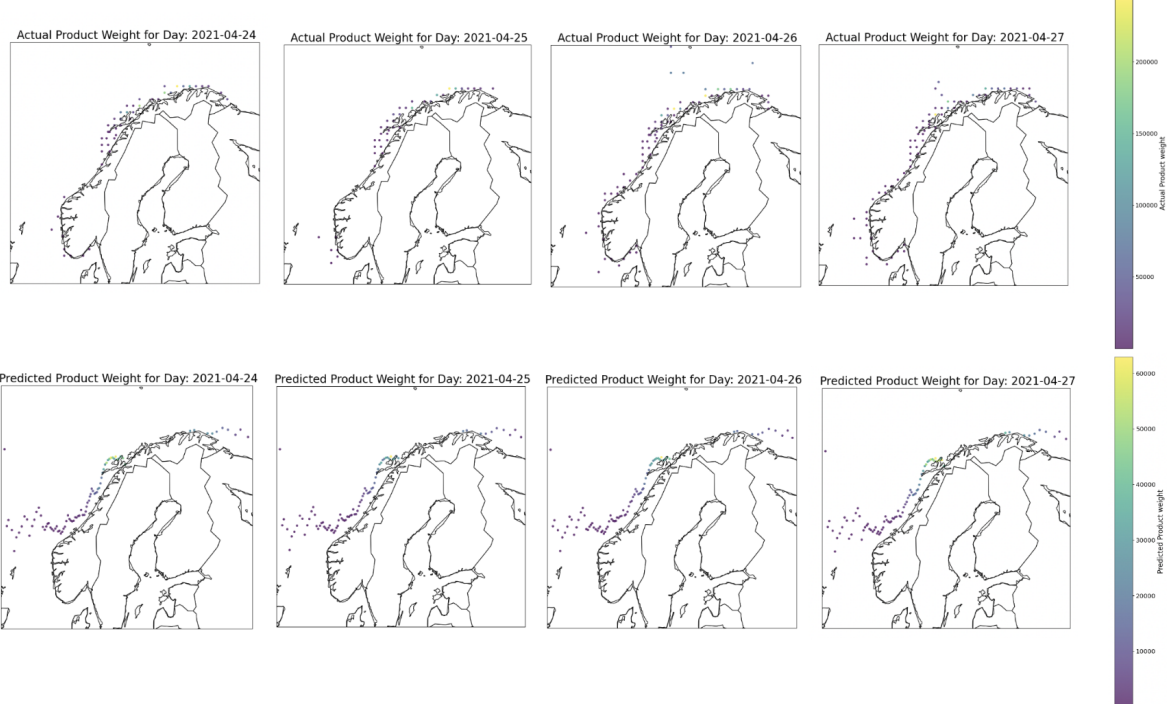 Actual Product Weight for Day: 2021-04-24
Actual Product Weight for Day: 2021-04-25
Actual Product Weight for Day: 2021-04-26
Actual Product Weight for Day: 2021-04-27
200000
150000
100000
50000
Actual Product weight
Predicted Product Weight for Day: 2021-04-24
Predicted Product Weight for Day: 2021-04-25
Predicted Product Weight for Day: 2021-04-26
Predicted Product Weight for Day: 2021-04-27
60000
50000
40000
30000
20000
10000
Predicted Product weight